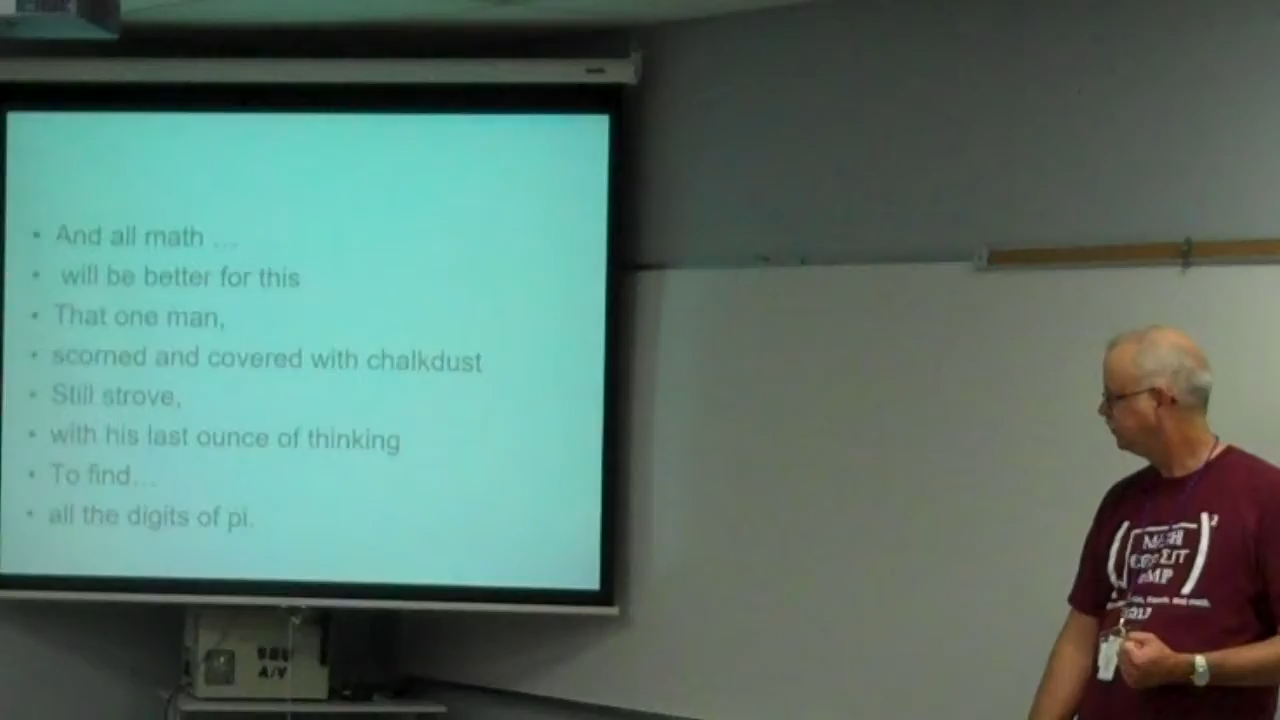 • And all math ...
• will be better for this
• That one man,
• scorned and covered with chalkdust
• Still strove,
• with his last ounce of thinking
• To find...
• all the digits of pi.
A/V
2